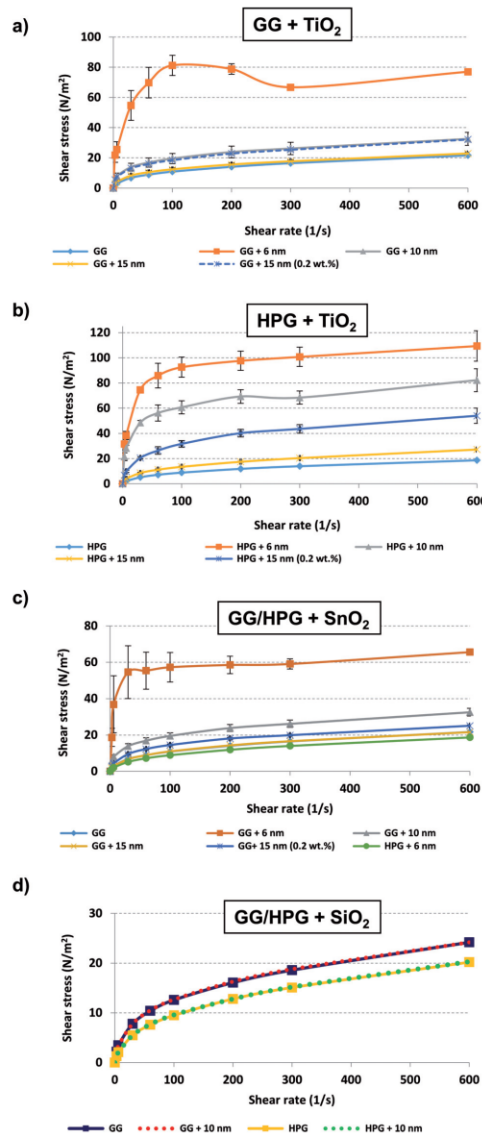 a)
GG + TiO₂
Shear stress (N/m²)
100
80
60
40
20
0
0 100 200 300 400 500 600
Shear rate (1/s)
GG GG + 6 nm GG + 10 nm
GG + 15 nm GG + 15 nm (0.2 wt.%)
b)
HPG + TiO₂
Shear stress (N/m²)
120
100
80
60
40
20
0
0 100 200 300 400 500 600
Shear rate (1/s)
HPG HPG + 6 nm HPG + 10 nm
HPG + 15 nm HPG + 15 nm (0.2 wt.%)
c)
GG/HPG + SnO₂
Shear stress (N/m²)
80
60
40
20
0
0 100 200 300 400 500 600
Shear rate (1/s)
GG GG + 6 nm GG + 10 nm
GG + 15 nm GG+ 15 nm (0.2 wt.%) HPG + 6 nm
d)
GG/HPG + SiO₂
Shear stress (N/m²)
30
20
10
0
0 100 200 300 400 500 600
Shear rate (1/s)
GG GG + 10 nm HPG HPG + 10 nm